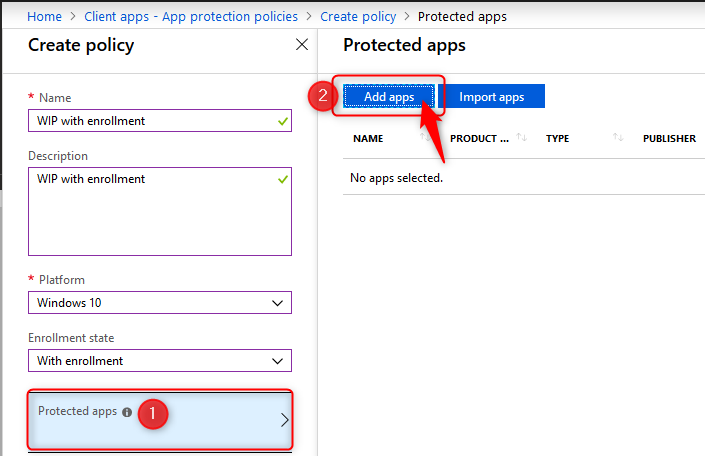 Home > Client apps - App protection policies > Create policy > Protected apps
Create policy
* Name
WIP with enrollment
Description
WIP with enrollment
* Platform
Windows 10
Enrollment state
With enrollment
Protected apps
1
Protected apps
2
Add apps
Import apps
NAME
PRODUCT ...
TYPE
PUBLISHER
No apps selected.